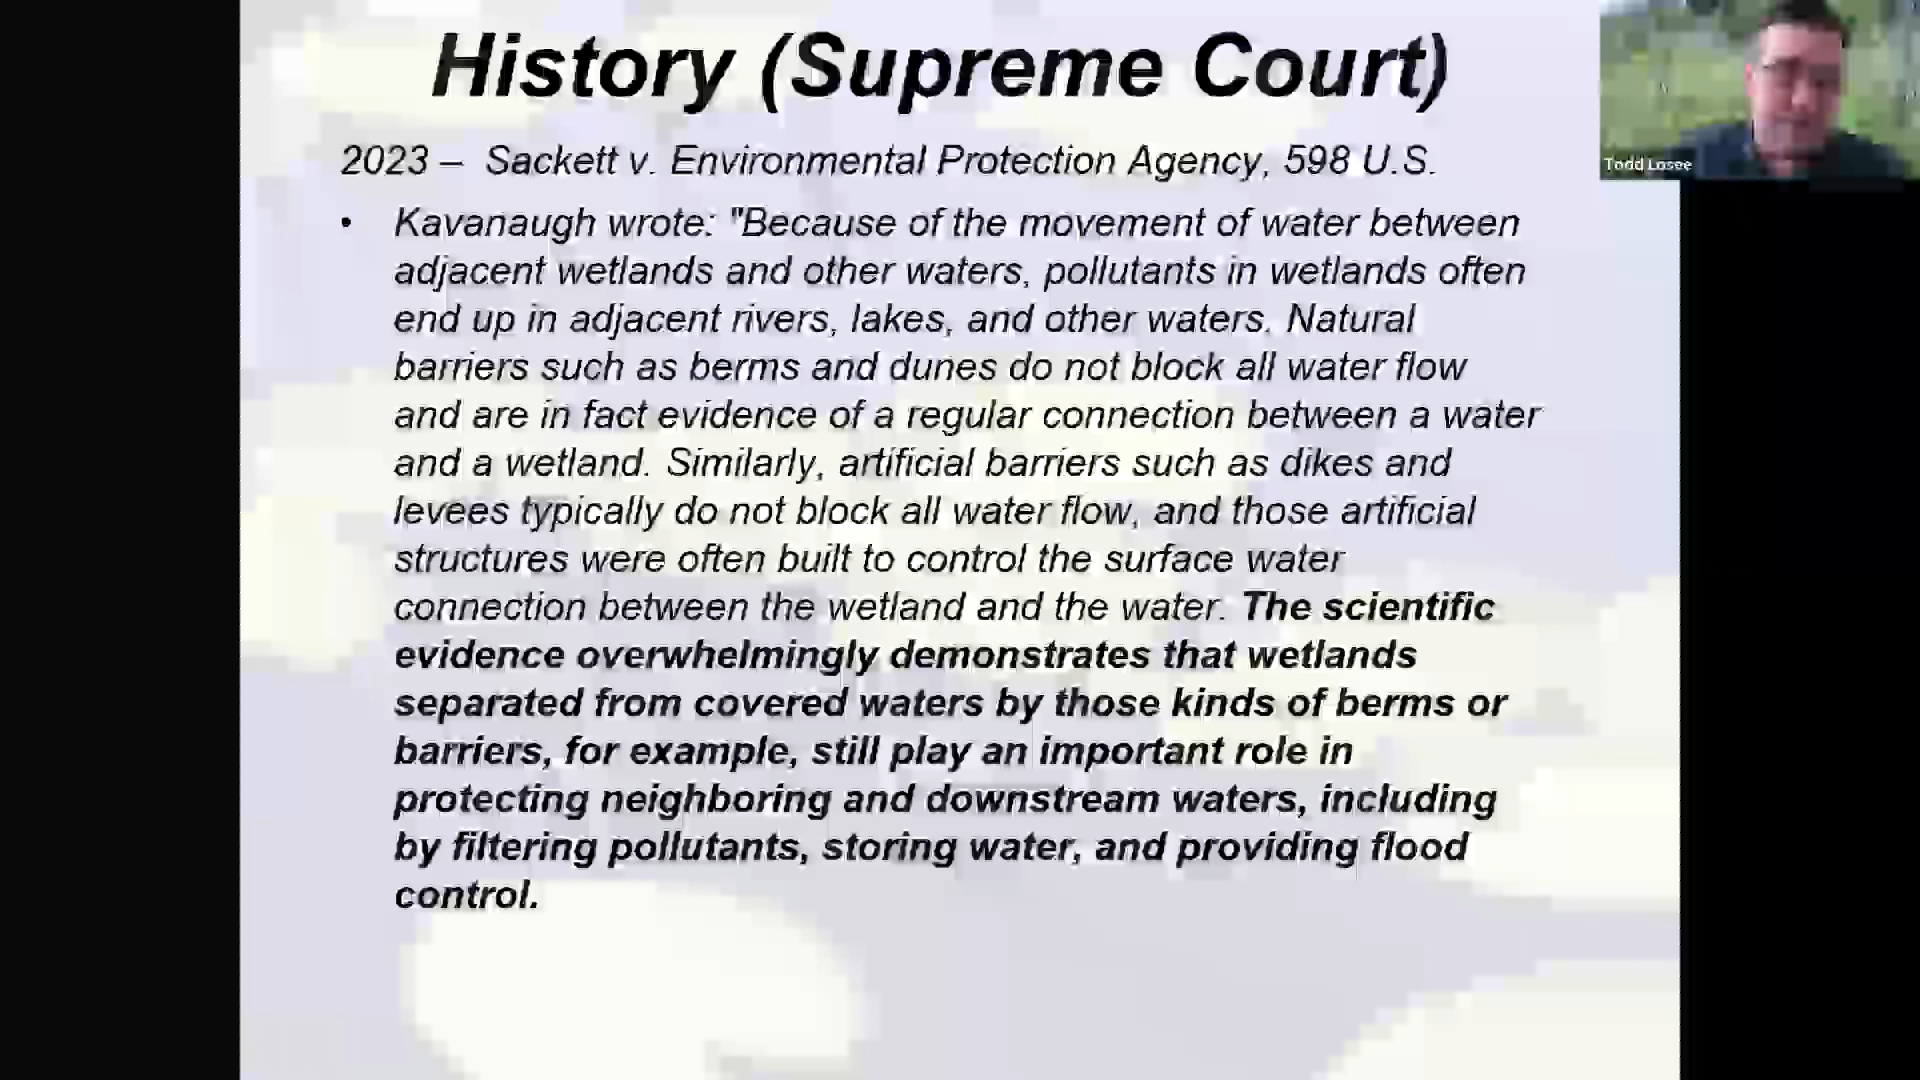 History (Supreme Court)
2023 – Sackett v. Environmental Protection Agency, 598 U.S.
• Kavanaugh wrote: "Because of the movement of water between
adjacent wetlands and other waters, pollutants in wetlands often
end up in adjacent rivers, lakes, and other waters. Natural
barriers such as berms and dunes do not block all water flow
and are in fact evidence of a regular connection between a water
and a wetland. Similarly, artificial barriers such as dikes and
levees typically do not block all water flow, and those artificial
structures were often built to control the surface water
connection between the wetland and the water. The scientific
evidence overwhelmingly demonstrates that wetlands
separated from covered waters by those kinds of berms or
barriers, for example, still play an important role in
protecting neighboring and downstream waters, including
by filtering pollutants, storing water, and providing flood
control.
Todd Losee